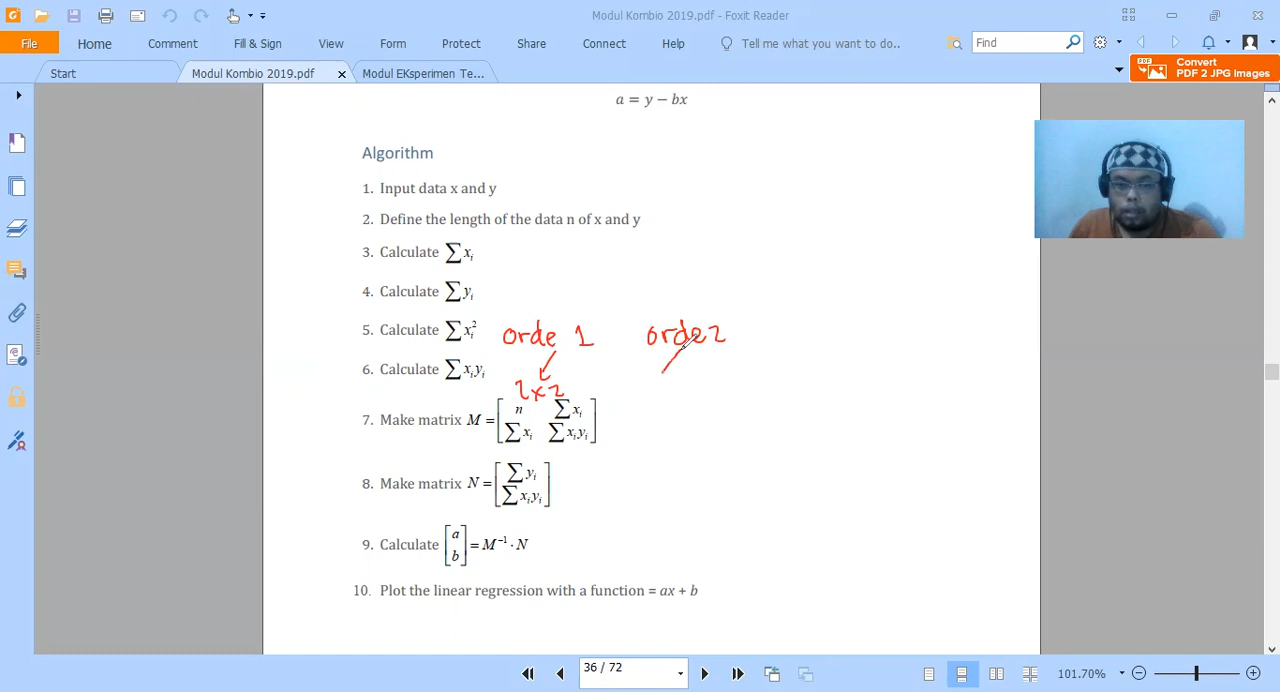 Modul Kombio 2019.pdf - Foxit Reader
File Home Comment Fill & Sign View Form Protect Share Connect Help Tell me what you want to do.. Find
Start Modul Kombio 2019.pdf Modul EKsperimen Te...
Convert
PDF 2 JPG Images
a = y − bx
Algorithm
1. Input data x and y
2. Define the length of the data n of x and y
3. Calculate ∑xᵢ
4. Calculate ∑yᵢ
5. Calculate ∑xᵢ²
orde 1 orde 2
6. Calculate ∑xᵢyᵢ
2x2
7. Make matrix M = [n ∑xᵢ; ∑xᵢ ∑xᵢyᵢ]
8. Make matrix N = [∑yᵢ; ∑xᵢyᵢ]
9. Calculate [a; b] = M⁻¹ · N
10. Plot the linear regression with a function = ax + b
36 / 72 101.70%